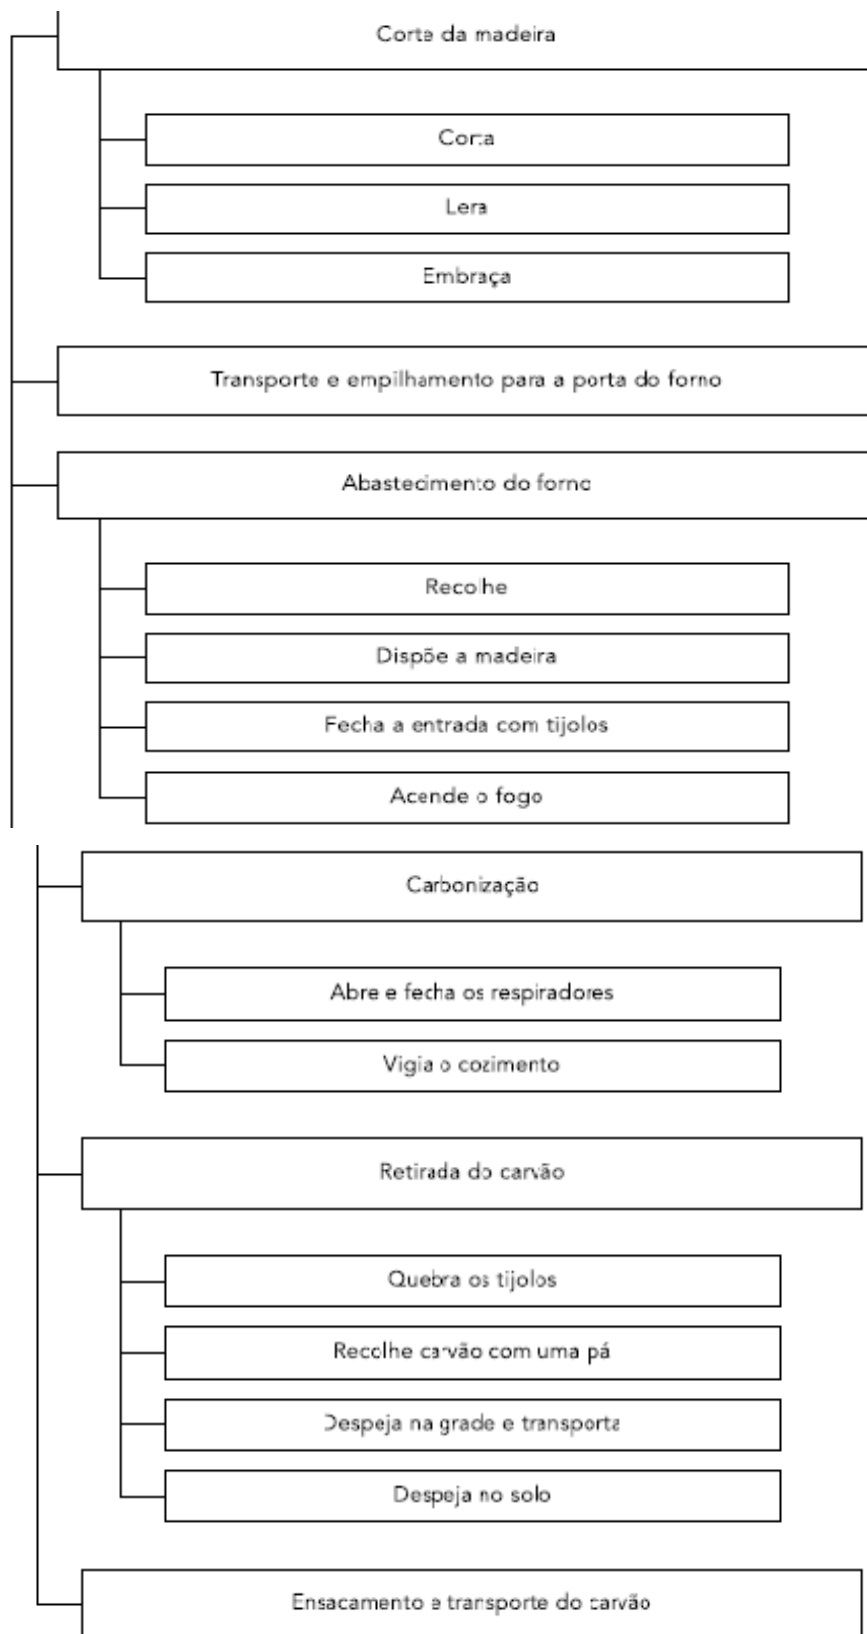 Corte da madeira
Corta
Lera
Embraça
Transporte e empilhamento para a porta do forno
Abastecimento do forno
Recolhe
Dispõe a madeira
Fecha a entrada com tijolos
Acende o fogo
Carbonização
Abre e fecha os respiradores
Vigia o cozimento
Retirada do carvão
Quebra os tijolos
Recolhe carvão com uma pá
Despeja na grade e transporta
Despeja no solo
Ensacamento e transporte do carvão